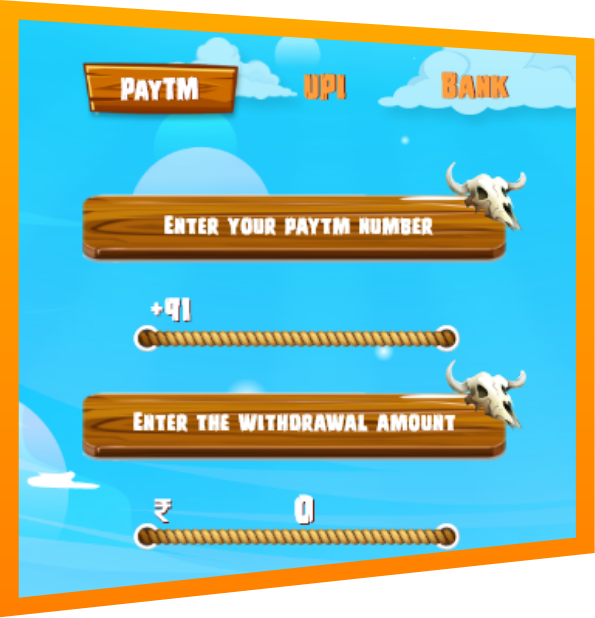 PAYTM UPI BANK
ENTER YOUR PAYTM NUMBER
+91
ENTER THE WITHDRAWAL AMOUNT
₹ 0